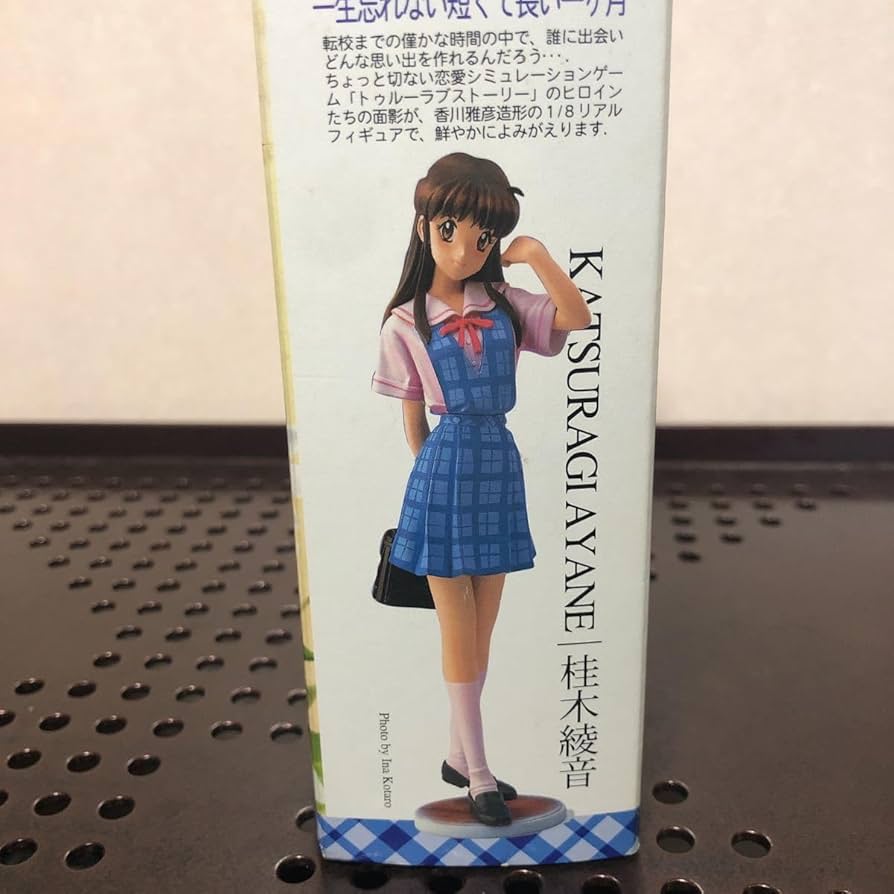 一生忘れない短くて長い一ヶ月
転校までの僅かな時間の中で、誰に出会い
どんな思い出を作れるんだろう….
ちょっと切ない恋愛シミュレーションゲー
ム「トゥルーラブストーリー」のヒロイン
たちの面影が、香川雅彦造形の1/8リアル
フィギュアで、鮮やかによみがえります.
KATSURAGI AYANE | 桂木綾音
Photo by Ina Kotaro